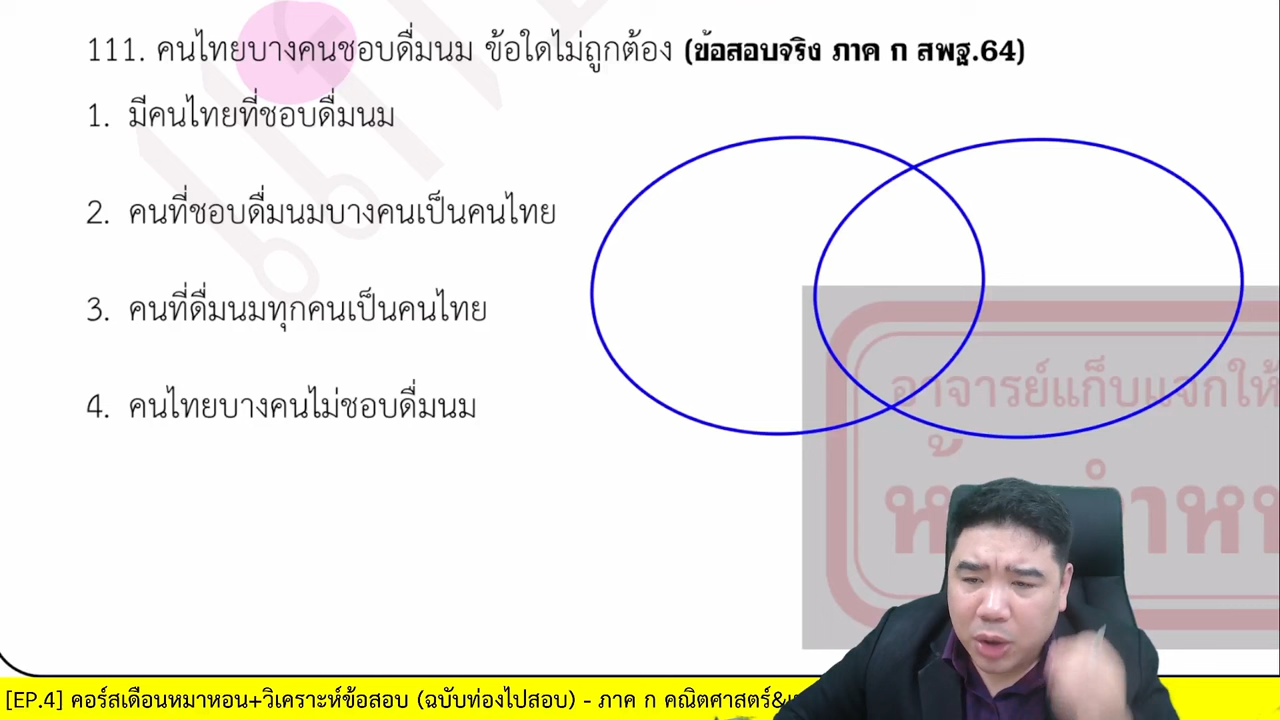 111. คนไทยบางคนชอบดื่มนม ข้อใดไม่ถูกต้อง (ข้อสอบจริง ภาค ก สพฐ.64)
1. มีคนไทยที่ชอบดื่มนม
2. คนที่ชอบดื่มนมบางคนเป็นคนไทย
3. คนที่ดื่มนมทุกคนเป็นคนไทย
4. คนไทยบางคนไม่ชอบดื่มนม
อาจารย์แก็บแจกให้
[EP.4] คอร์สเดือนหมาหอน+วิเคราะห์ข้อสอบ (ฉบับท่องไปสอบ) - ภาค ก คณิตศาสตร์&